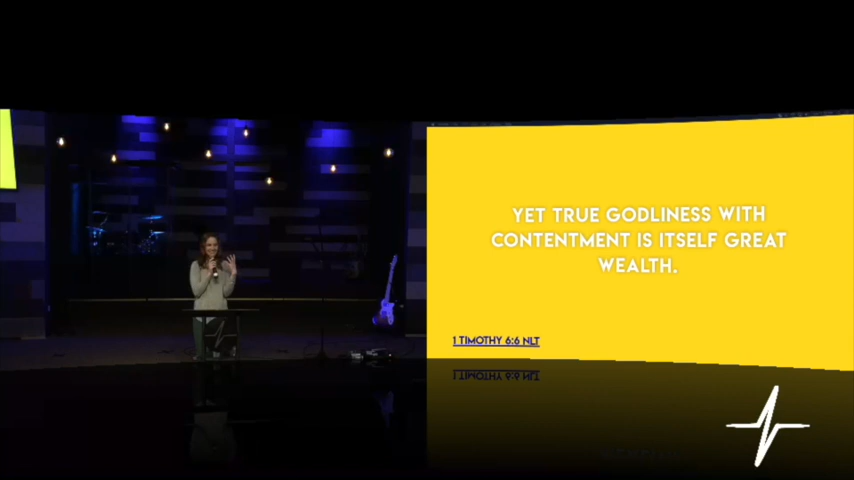 YET TRUE GODLINESS WITH
CONTENTMENT IS ITSELF GREAT
WEALTH.
1 TIMOTHY 6:6 NLT